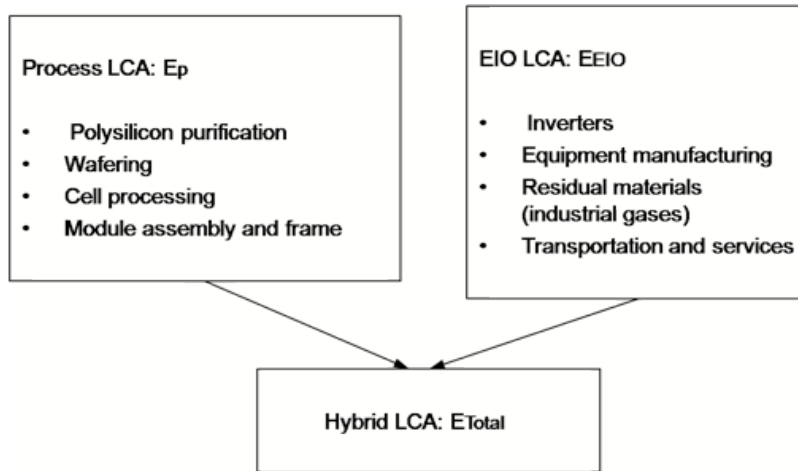 Process LCA: EP
• Polysilicon purification
• Wafering
• Cell processing
• Module assembly and frame
EIO LCA: EEIO
• Inverters
• Equipment manufacturing
• Residual materials
(industrial gases)
• Transportation and services
Hybrid LCA: ETotal